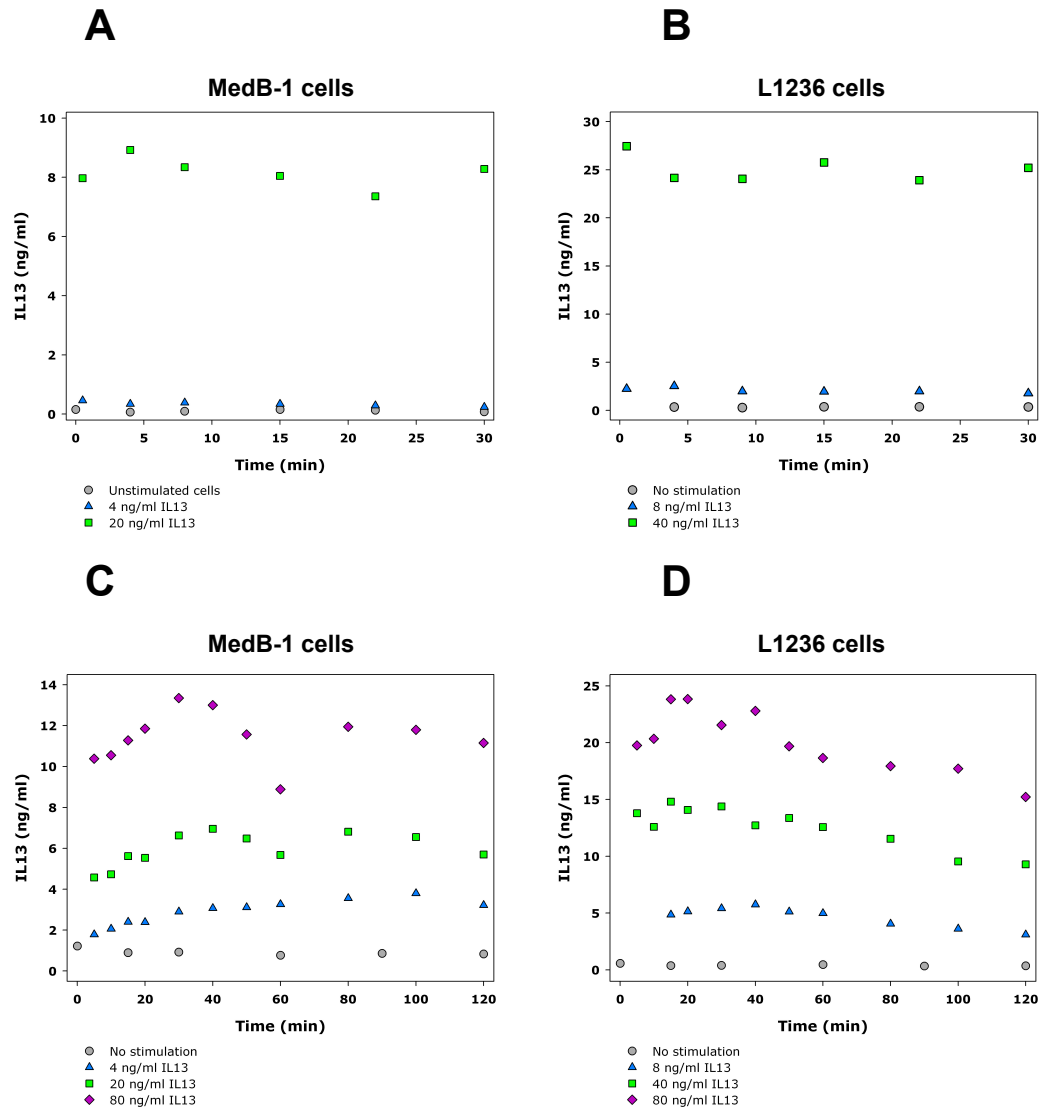 A
MedB-1 cells
10
8
6
4
2
0
IL13 (ng/ml)
0 5 10 15 20 25 30
Time (min)
Unstimulated cells
4 ng/ml IL13
20 ng/ml IL13
B
L1236 cells
30
25
20
15
10
5
0
IL13 (ng/ml)
0 5 10 15 20 25 30
Time (min)
No stimulation
8 ng/ml IL13
40 ng/ml IL13
C
MedB-1 cells
14
12
10
8
6
4
2
0
IL13 (ng/ml)
0 20 40 60 80 100 120
Time (min)
No stimulation
4 ng/ml IL13
20 ng/ml IL13
80 ng/ml IL13
D
L1236 cells
25
20
15
10
5
0
IL13 (ng/ml)
0 20 40 60 80 100 120
Time (min)
No stimulation
8 ng/ml IL13
40 ng/ml IL13
80 ng/ml IL13